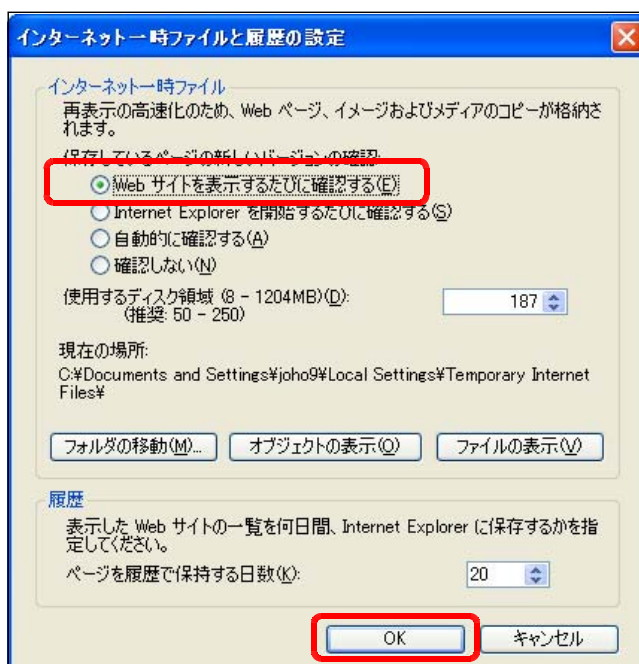 インターネット一時ファイルと履歴の設定
インターネット一時ファイル
再表示の高速化のため、Web ページ、イメージおよびメディアのコピーが格納さ
れます。
保存しているページの新しいバージョンの確認:
Web サイトを表示するたびに確認する(E)
Internet Explorer を開始するたびに確認する(S)
自動的に確認する(A)
確認しない(N)
使用するディスク領域 (8 - 1204MB)(D): 187
(推奨: 50 - 250)
現在の場所:
C:¥Documents and Settings¥joho9¥Local Settings¥Temporary Internet
Files¥
フォルダの移動(M)... オブジェクトの表示(O) ファイルの表示(V)
履歴
表示した Web サイトの一覧を何日間、Internet Explorer に保存するかを指
定してください。
ページを履歴で保持する日数(K): 20
OK キャンセル